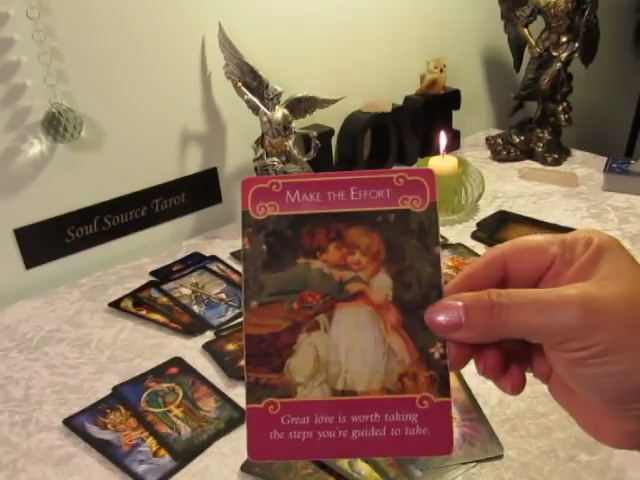 Soul Source Tarot
MAKE THE EFFORT
Great love is worth taking
the steps you're guided to take.